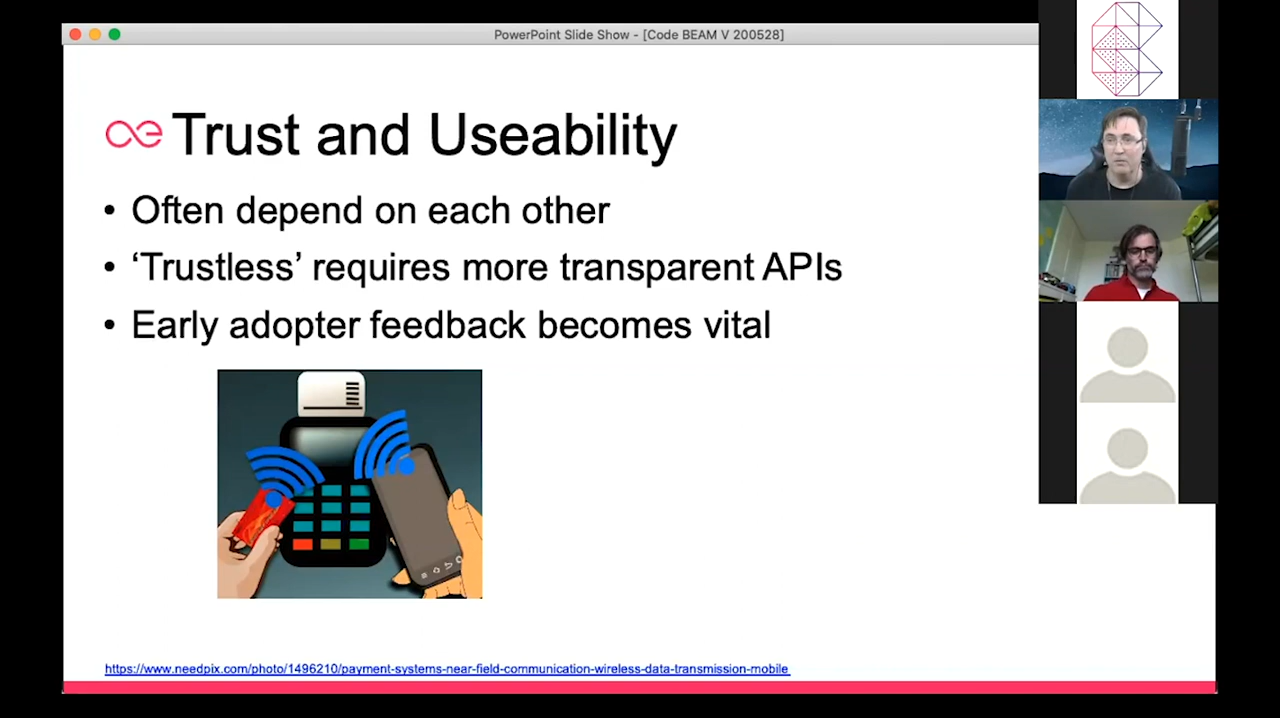 PowerPoint Slide Show - [Code BEAM V 200528]
Trust and Useability
• Often depend on each other
• ‘Trustless’ requires more transparent APIs
• Early adopter feedback becomes vital
https://www.needpix.com/photo/1496210/payment-systems-near-field-communication-wireless-data-transmission-mobile